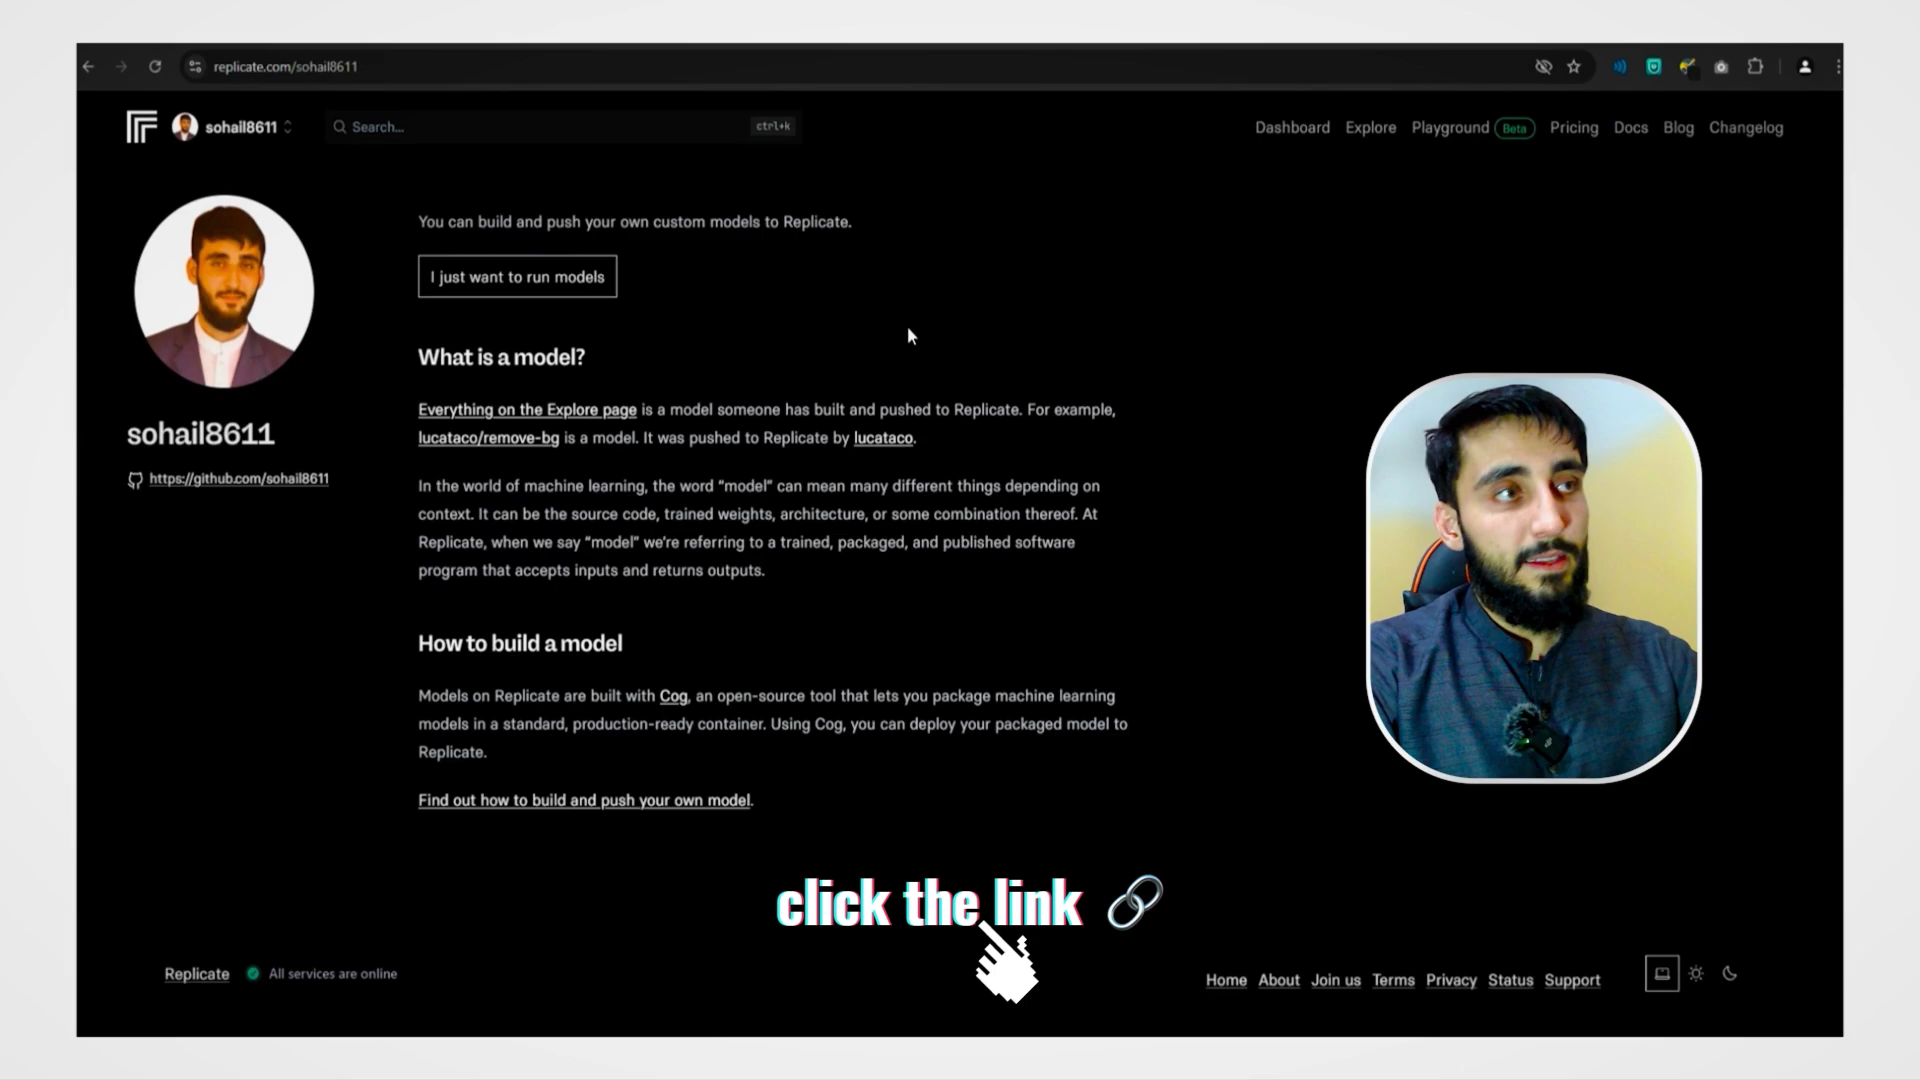 replicate.com/sohail8611
sohail8611
Search...
ctrl+k
Dashboard
Explore
Playground
Beta
Pricing
Docs
Blog
Changelog
You can build and push your own custom models to Replicate.
I just want to run models
What is a model?
Everything on the Explore page is a model someone has built and pushed to Replicate. For example,
lucataco/remove-bg is a model. It was pushed to Replicate by lucataco.
sohail8611
https://github.com/sohail8611
In the world of machine learning, the word “model” can mean many different things depending on
context. It can be the source code, trained weights, architecture, or some combination thereof. At
Replicate, when we say “model” we’re referring to a trained, packaged, and published software
program that accepts inputs and returns outputs.
How to build a model
Models on Replicate are built with Cog, an open-source tool that lets you package machine learning
models in a standard, production-ready container. Using Cog, you can deploy your packaged model to
Replicate.
Find out how to build and push your own model.
click the link
Replicate
All services are online
Home
About
Join us
Terms
Privacy
Status
Support